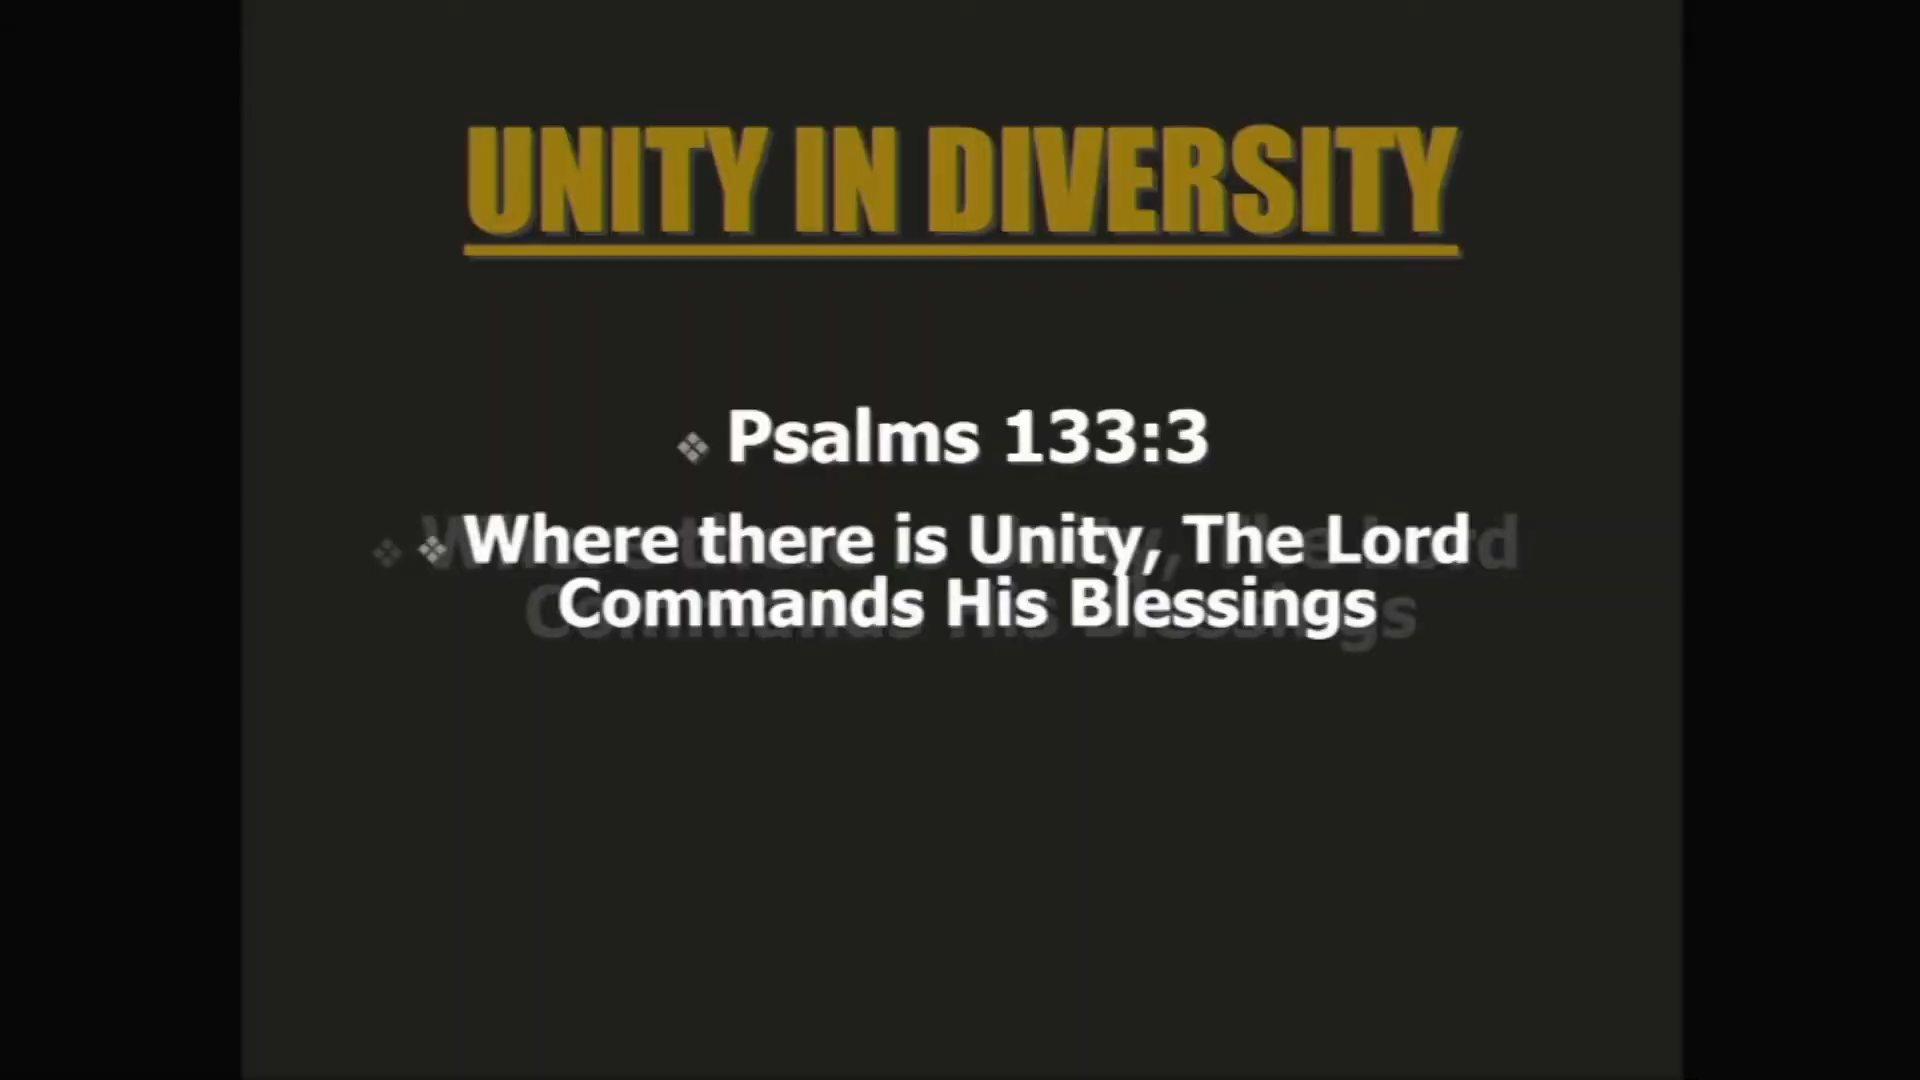 UNITY IN DIVERSITY
❖ Psalms 133:3
❖ Where there is Unity, The Lord
Commands His Blessings